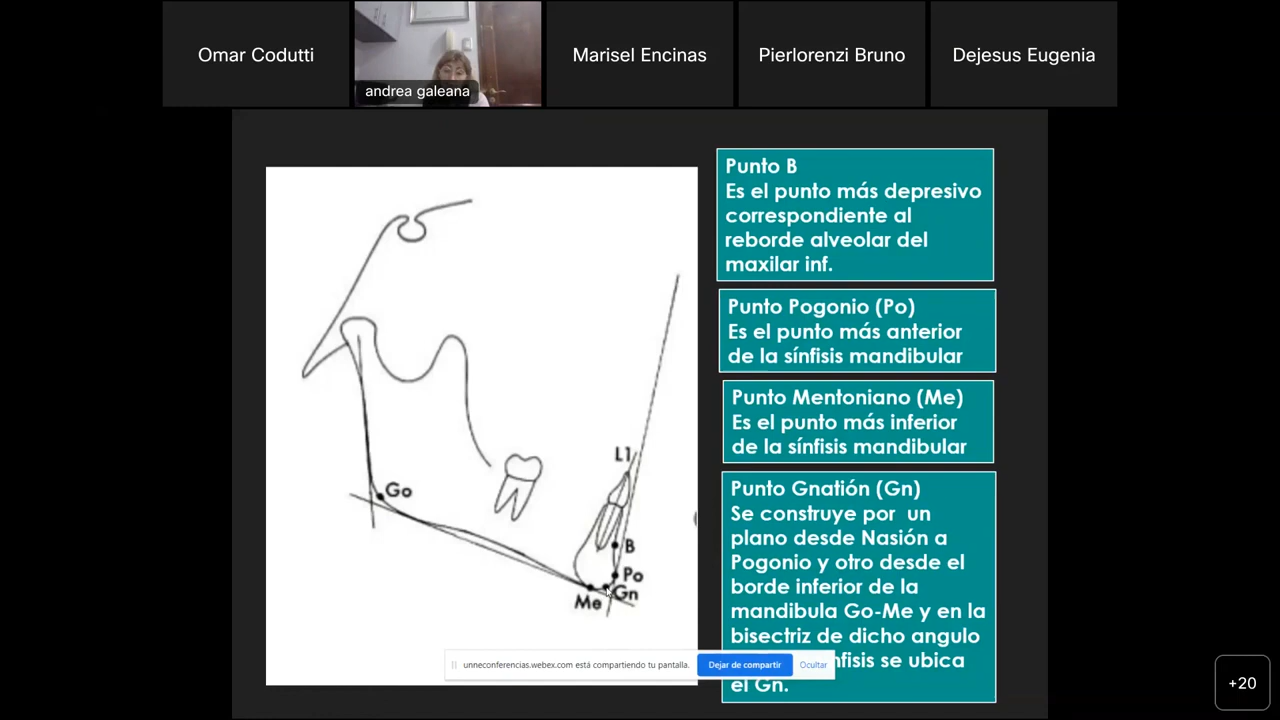 Omar Codutti
andrea galeana
Marisel Encinas
Pierlorenzi Bruno
Dejesus Eugenia
Punto B
Es el punto más depresivo
correspondiente al
reborde alveolar del
maxilar inf.
Punto Pogonio (Po)
Es el punto más anterior
de la sínfisis mandibular
Punto Mentoniano (Me)
Es el punto más inferior
de la sínfisis mandibular
Punto Gnatión (Gn)
Se construye por un
plano desde Nasión a
Pogonio y otro desde el
borde inferior de la
mandibula Go-Me y en la
bisectriz de dicho angulo
nfisis se ubica
el Gn.
L1
Go
B
Po
Gn
Me
unneconferencias.webex.com está compartiendo tu pantalla.
Dejar de compartir
Ocultar
+20